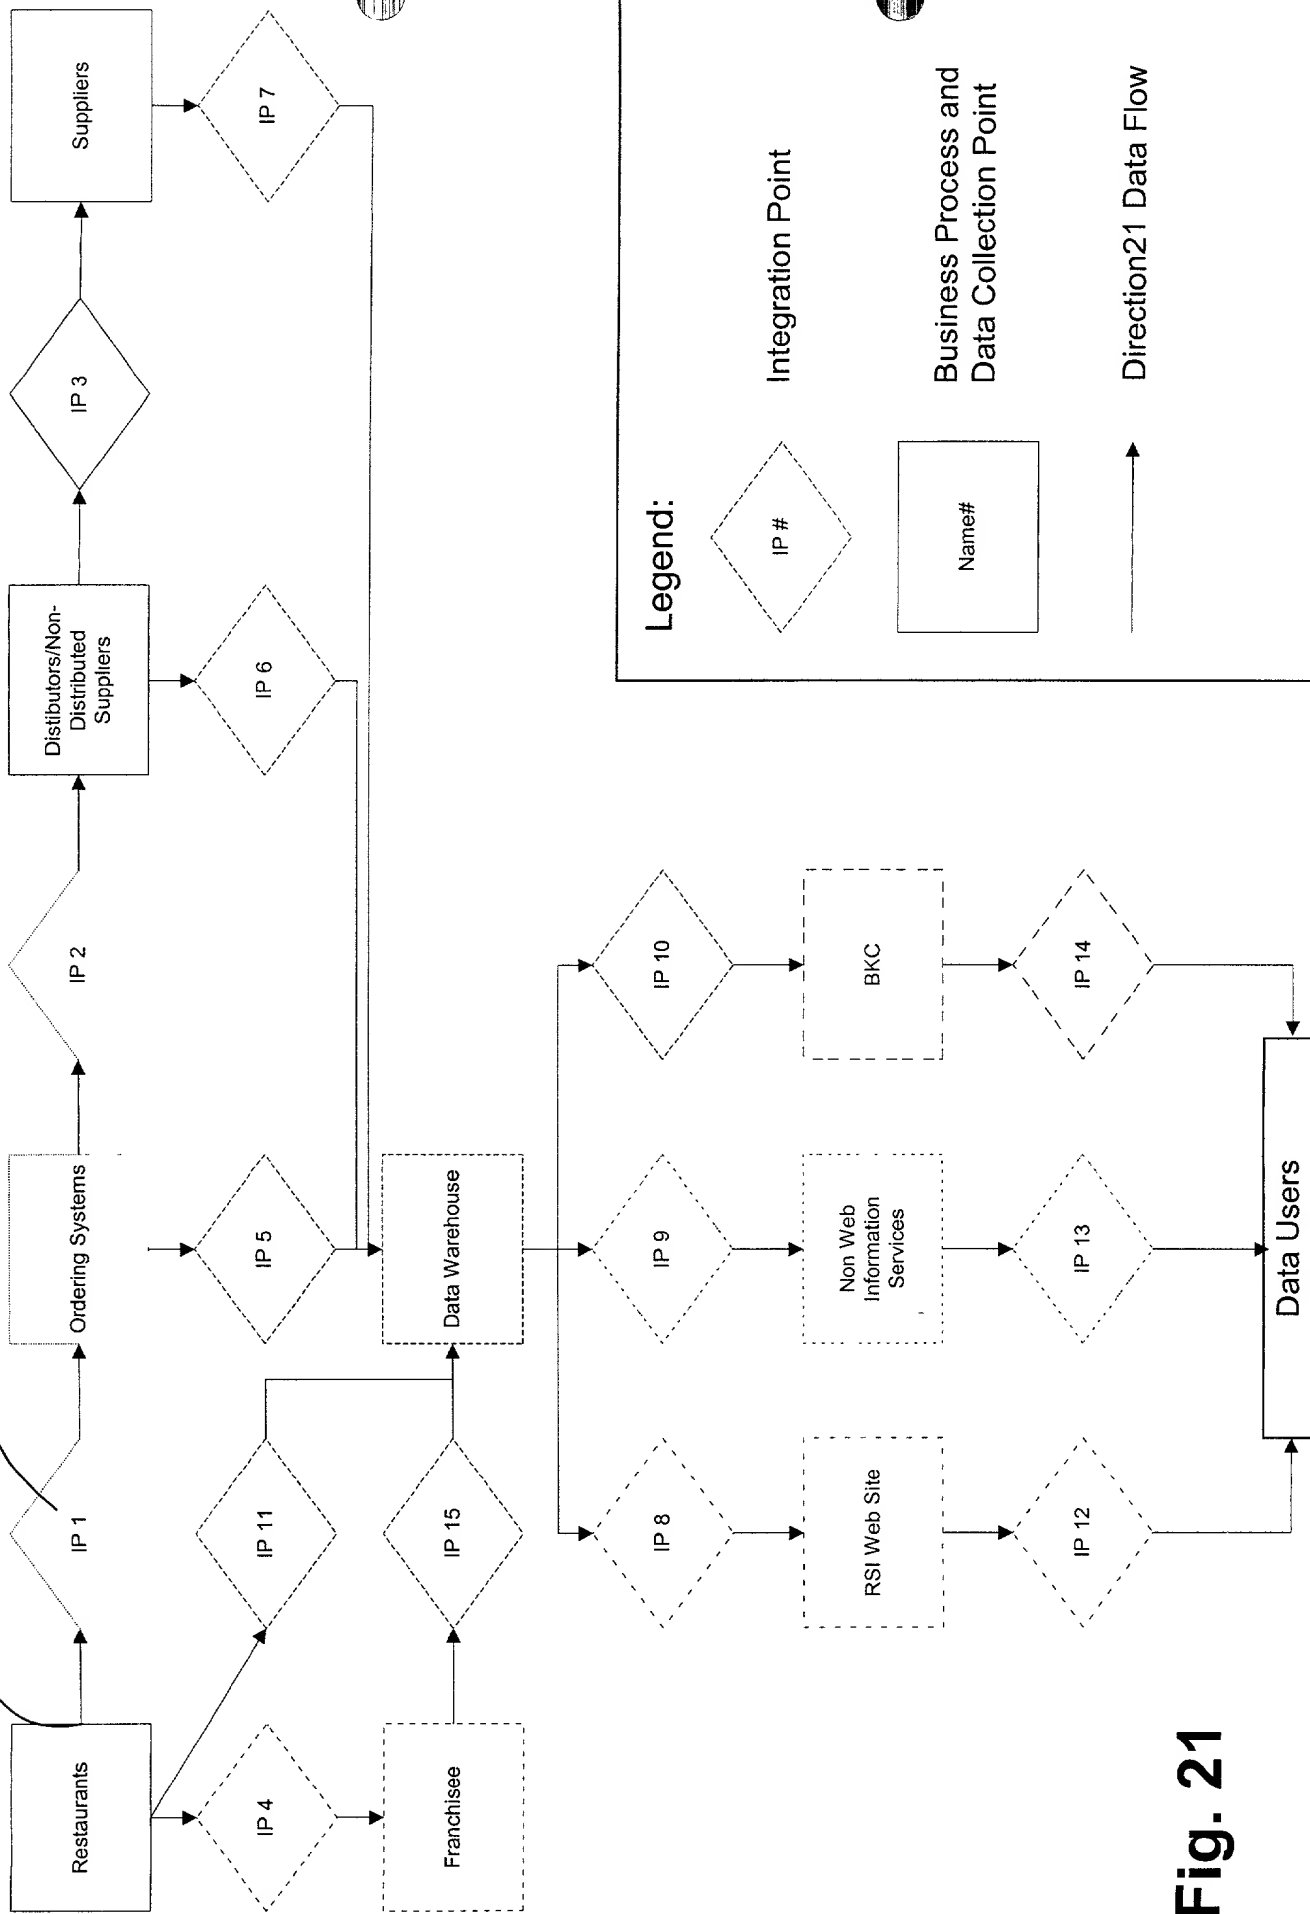 Restaurants
IP 1
Ordering Systems
IP 2
Distibutors/Non-
Distributed
Suppliers
IP 3
Suppliers
IP 4
IP 11
IP 5
IP 6
IP 7
Franchisee
IP 15
Data Warehouse
IP 8
IP 9
IP 10
RSI Web Site
Non Web
Information
Services
BKC
IP 12
IP 13
IP 14
Data Users
Legend:
IP #
Integration Point
Name#
Business Process and
Data Collection Point
Direction21 Data Flow
Fig. 21